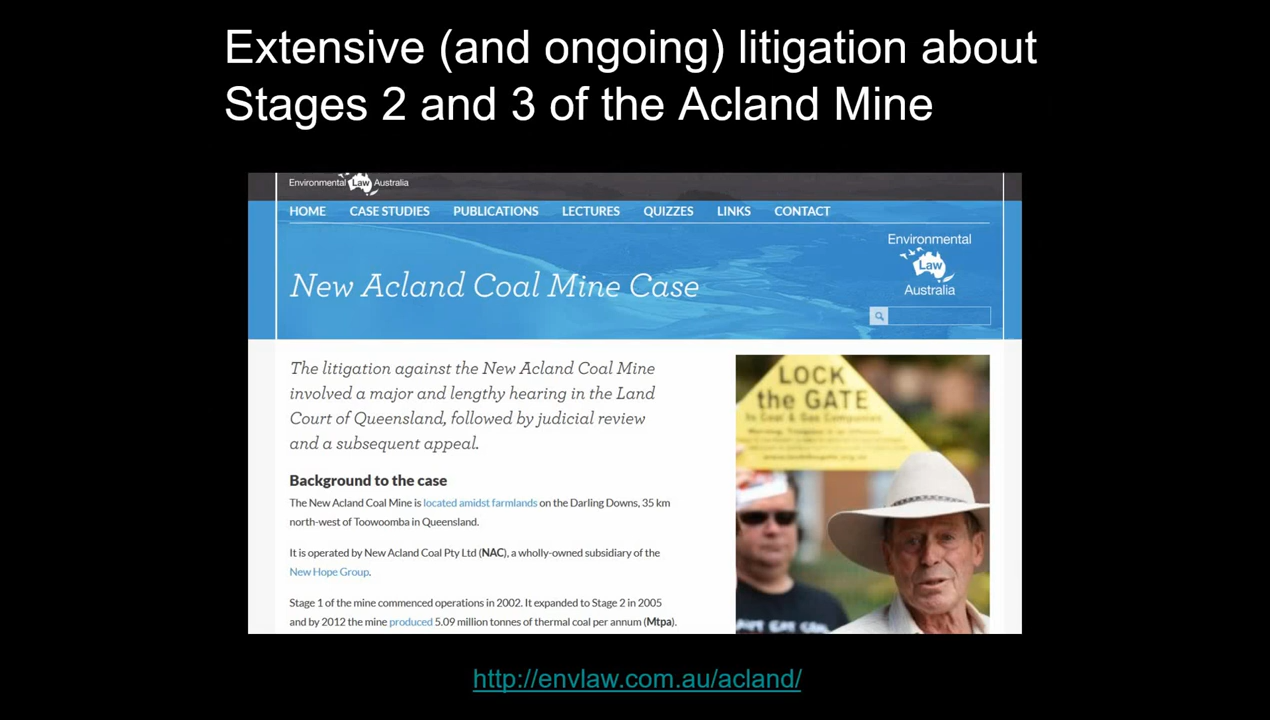 Extensive (and ongoing) litigation about
Stages 2 and 3 of the Acland Mine
Environmental Law Australia
HOME CASE STUDIES PUBLICATIONS LECTURES QUIZZES LINKS CONTACT
Environmental
Law
Australia
New Acland Coal Mine Case
The litigation against the New Acland Coal Mine
involved a major and lengthy hearing in the Land
Court of Queensland, followed by judicial review
and a subsequent appeal.
Background to the case
The New Acland Coal Mine is located amidst farmlands on the Darling Downs, 35 km
north-west of Toowoomba in Queensland.
It is operated by New Acland Coal Pty Ltd (NAC), a wholly-owned subsidiary of the
New Hope Group.
Stage 1 of the mine commenced operations in 2002. It expanded to Stage 2 in 2005
and by 2012 the mine produced 5.09 million tonnes of thermal coal per annum (Mtpa).
LOCK
the GATE
to Coal & Gas Companies
http://envlaw.com.au/acland/